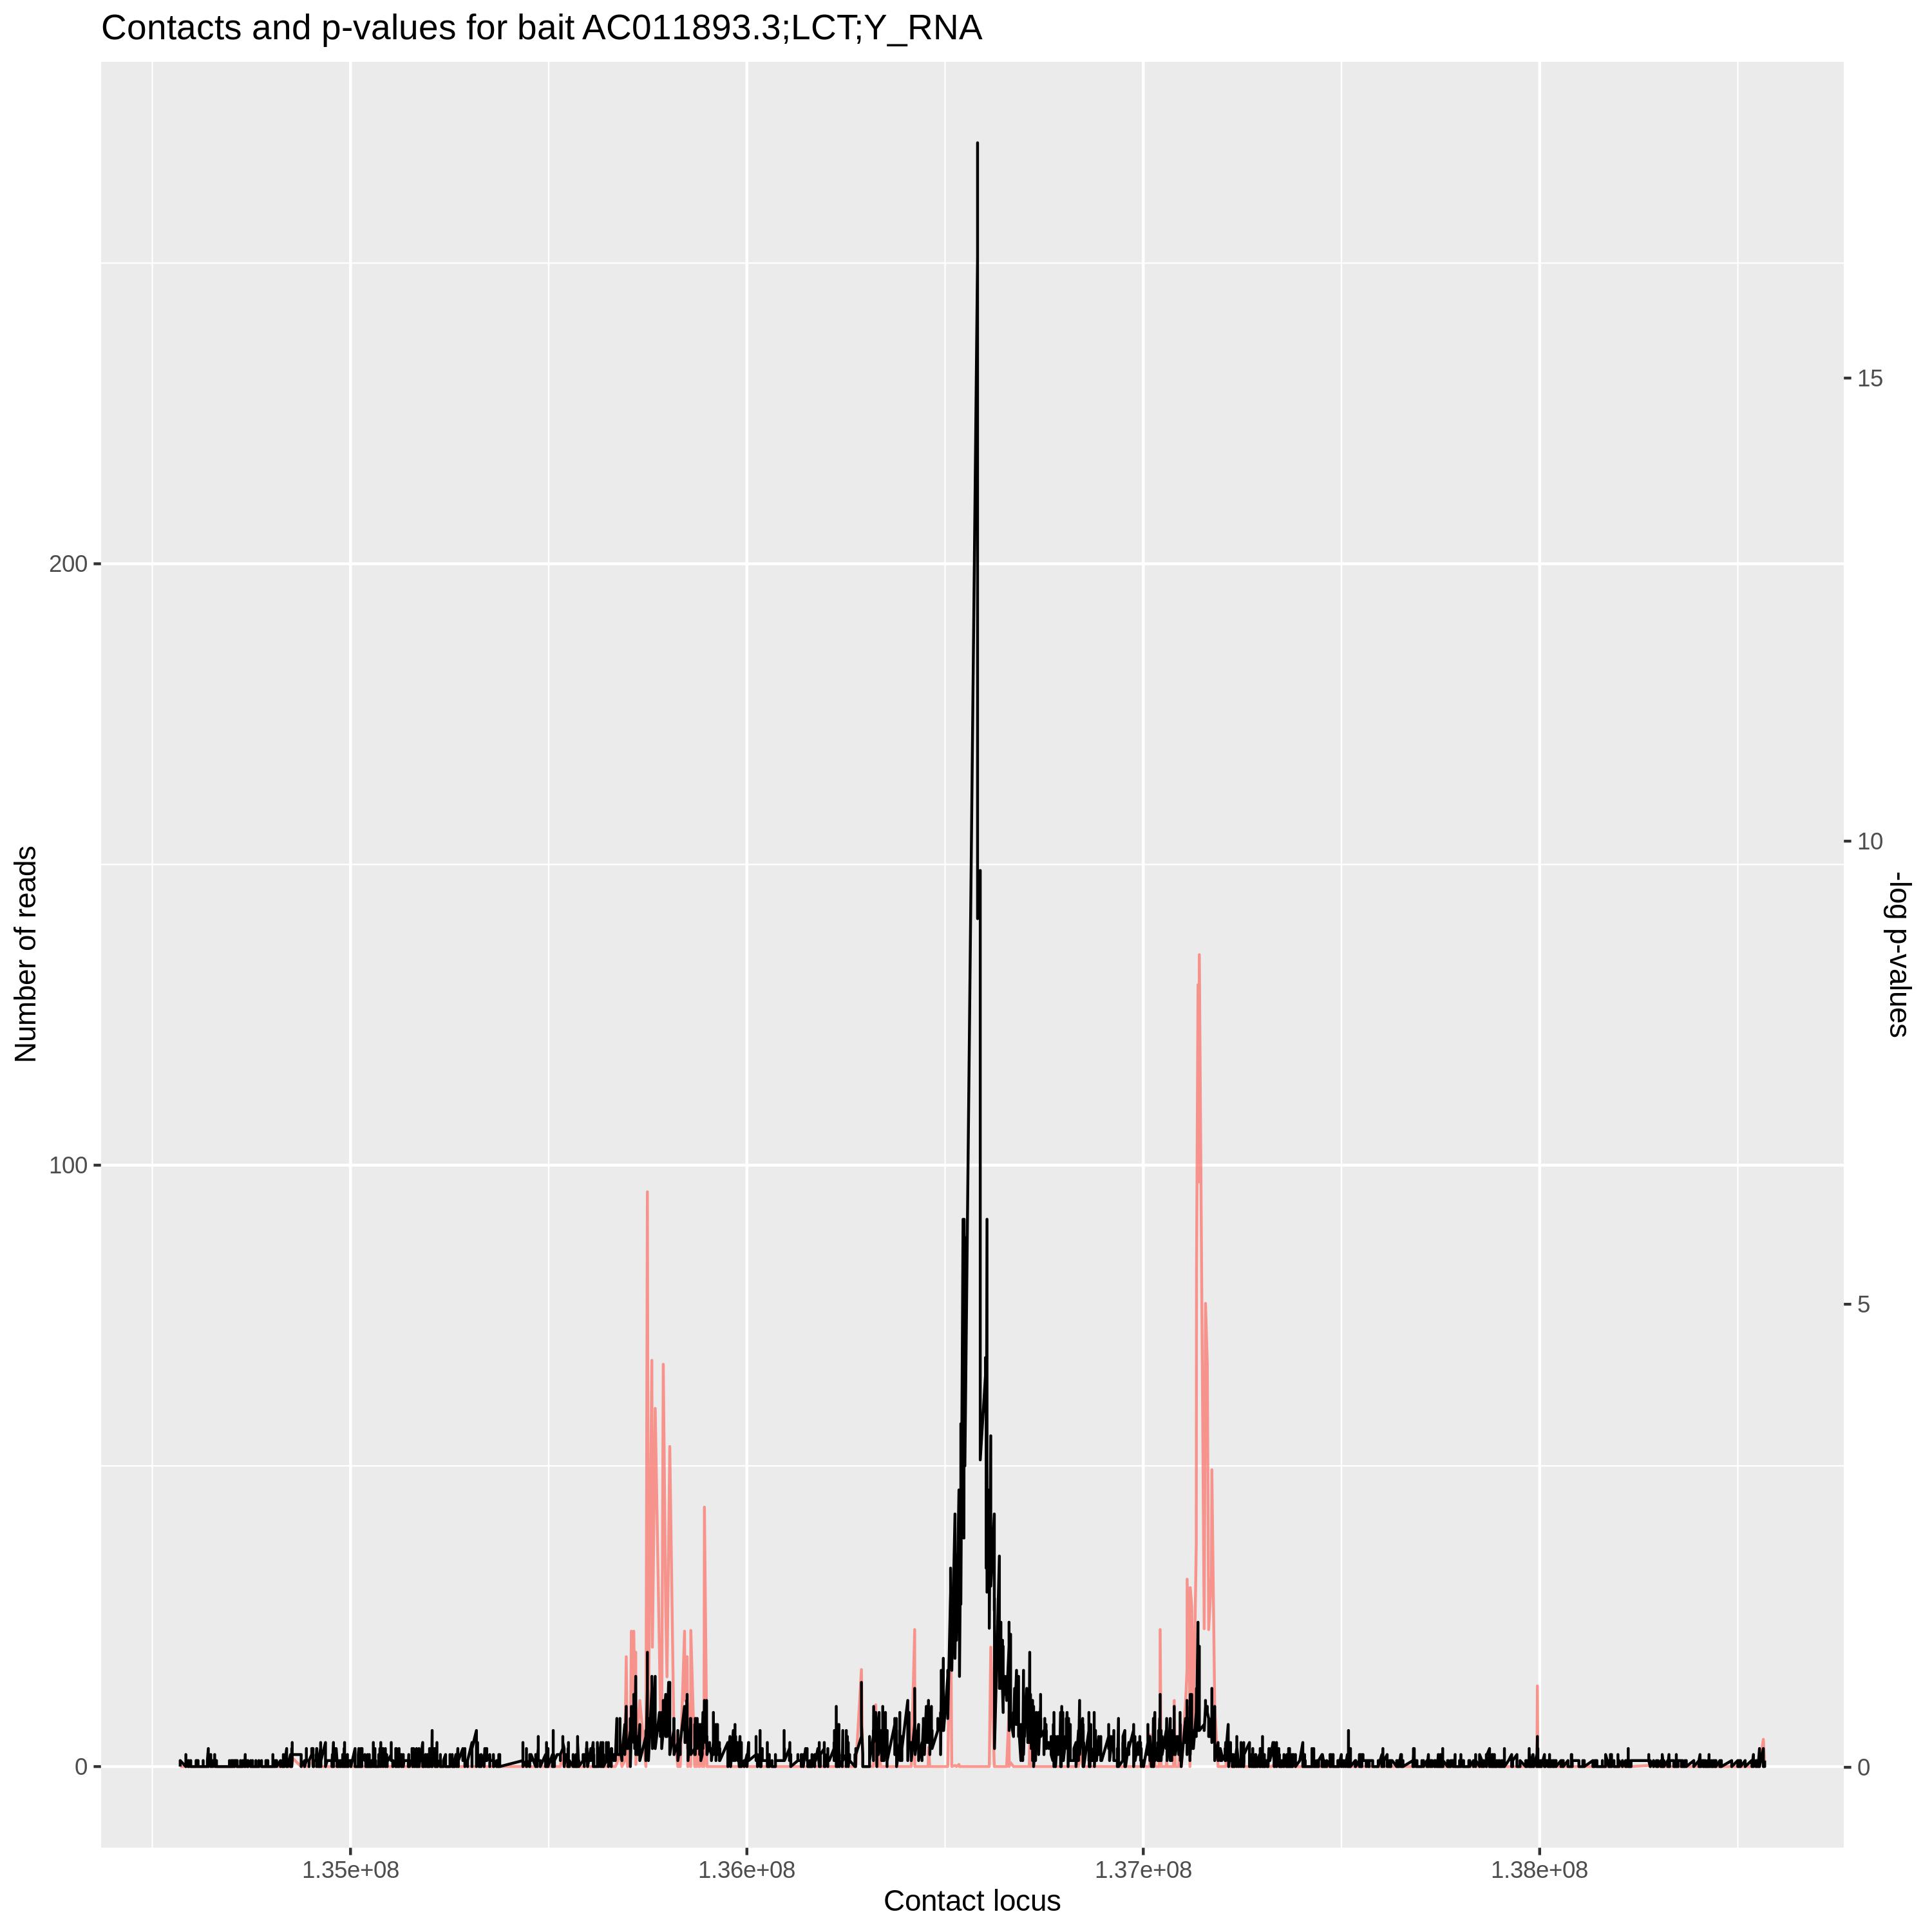 Contacts and p-values for bait AC011893.3;LCT;Y_RNA
Number of reads
200
100
0
15
10
5
0
-log p-values
1.35e+08
1.36e+08
1.37e+08
1.38e+08
Contact locus